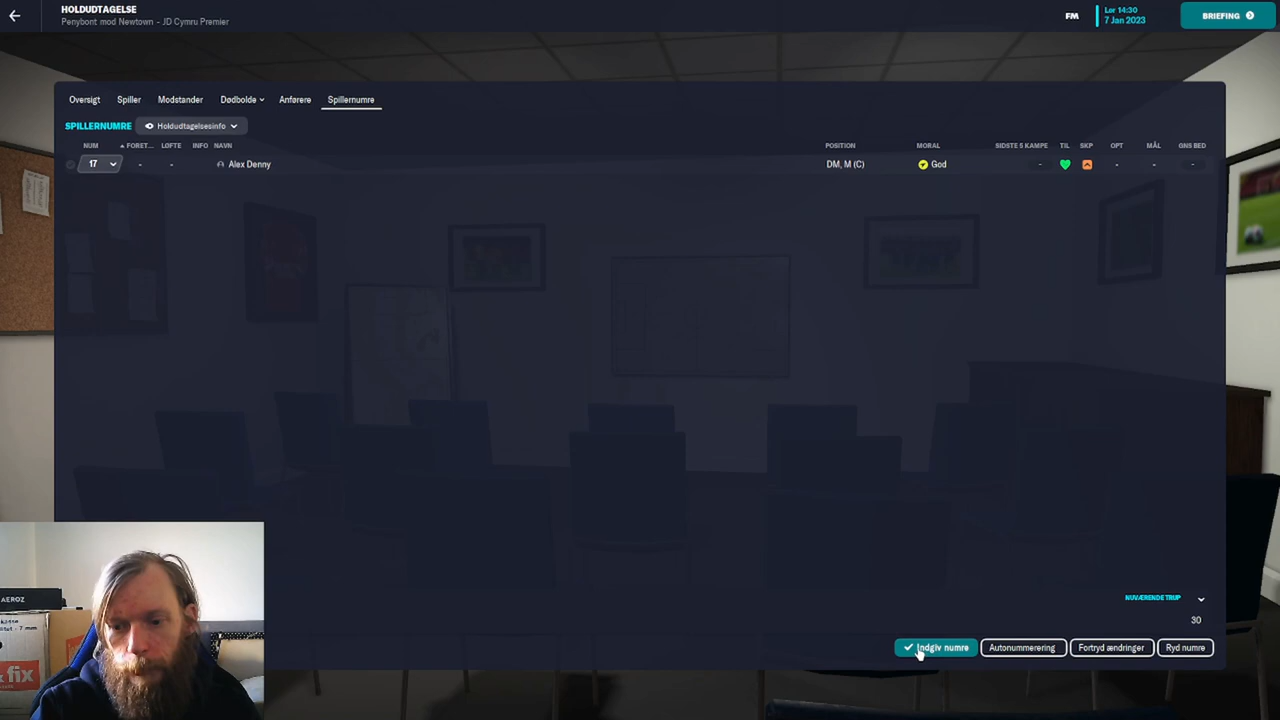 HOLDUDTAGELSE
Penybont mod Newtown - JD Cymru Premier
FM
Lør 14:30
7 Jan 2023
BRIEFING
Oversigt Spiller Modstander Dødbolde Anførere Spillernumre
SPILLERNUMRE Holdudtagelsesinfo
NUM FORET... LØFTE INFO NAVN POSITION MORAL SIDSTE 5 KAMPE TIL SKP OPT MÅL GNS BED
17 - - Alex Denny DM, M (C) God - - - -
NUVÆRENDE TRUP
30
Indgiv numre Autonummerering Fortryd ændringer Ryd numre
AEROZ
fix